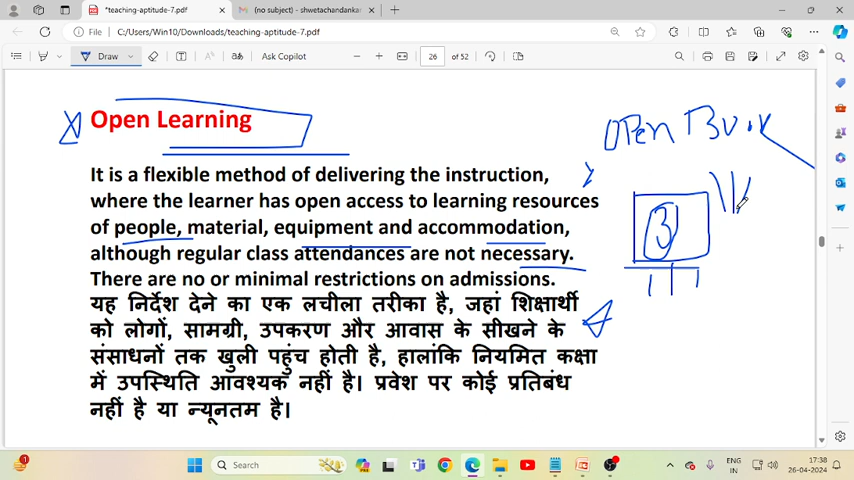 *teaching-aptitude-7.pdf
(no subject) - shwetachandankar
File
C:/Users/Win10/Downloads/teaching-aptitude-7.pdf
Draw
Ask Copilot
26 of 52
Open Learning
Open Book
It is a flexible method of delivering the instruction,
where the learner has open access to learning resources
of people, material, equipment and accommodation,
although regular class attendances are not necessary.
There are no or minimal restrictions on admissions.
3
यह निर्देश देने का एक लचीला तरीका है, जहां शिक्षार्थी
को लोगों, सामग्री, उपकरण और आवास के सीखने के
संसाधनों तक खुली पहुंच होती है, हालांकि नियमित कक्षा
में उपस्थिति आवश्यक नहीं है। प्रवेश पर कोई प्रतिबंध
नहीं है या न्यूनतम है।
1
Search
ENG
IN
17:38
26-04-2024